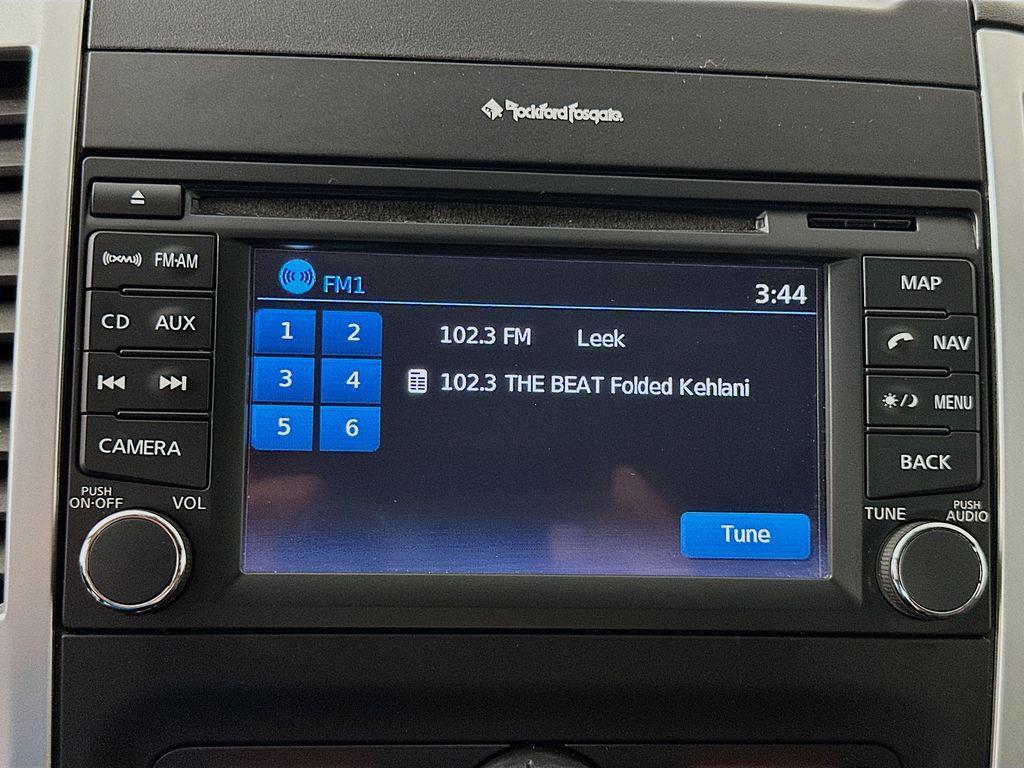 Rockford Fosgate
((XM)) FM·AM
CD AUX
CAMERA
PUSH
ON·OFF VOL
FM1
3:44
1 2
3 4
5 6
102.3 FM Leek
102.3 THE BEAT Folded Kehlani
Tune
MAP
NAV
MENU
BACK
TUNE PUSH
AUDIO